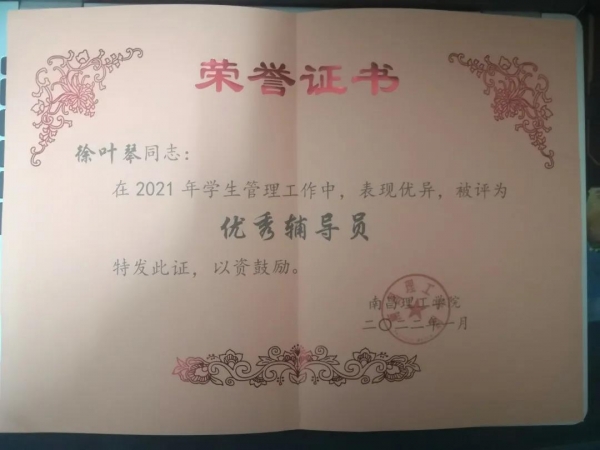 荣誉证书
徐叶琴同志：
在2021年学生管理工作中，表现优异，被评为
优秀辅导员
特发此证，以资鼓励。
南昌理工学院
二〇二二年一月